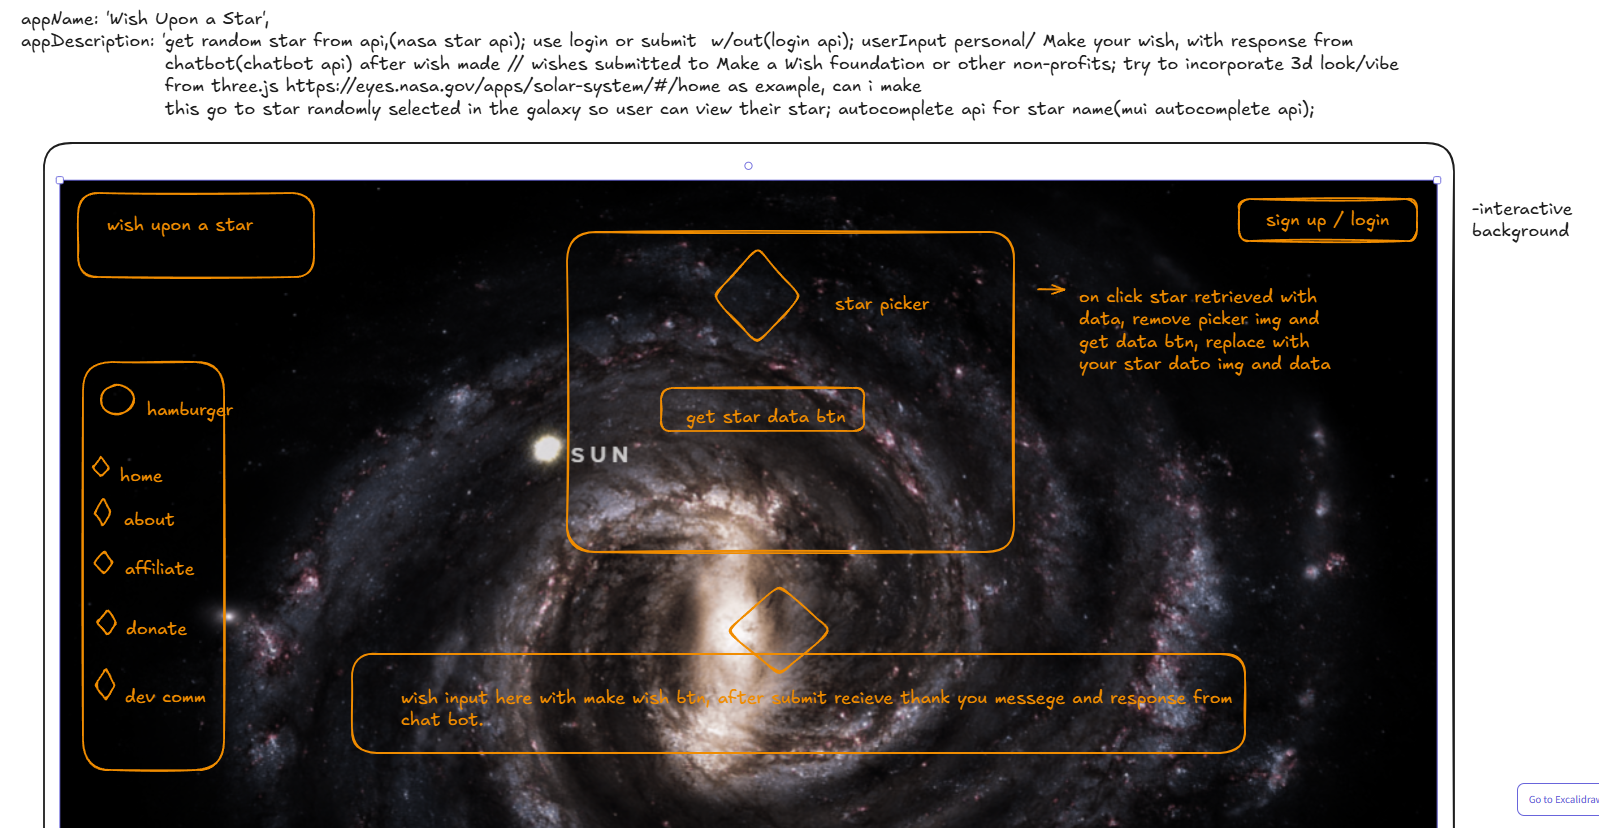 appName: 'Wish Upon a Star',
appDescription: 'get random star from api,(nasa star api); use login or submit w/out(login api); userInput personal/ Make your wish, with response from
chatbot(chatbot api) after wish made // wishes submitted to Make a Wish foundation or other non-profits; try to incorporate 3d look/vibe
from three.js https://eyes.nasa.gov/apps/solar-system/#/home as example, can i make
this go to star randomly selected in the galaxy so user can view their star; autocomplete api for star name(mui autocomplete api);
wish upon a star
sign up / login
-interactive
background
star picker
on click star retrieved with
data, remove picker img and
get data btn, replace with
your star dato img and data
hamburger
get star data btn
SUN
home
about
affiliate
donate
dev comm
wish input here with make wish btn, after submit recieve thank you messege and response from
chat bot.
Go to Excalidraw